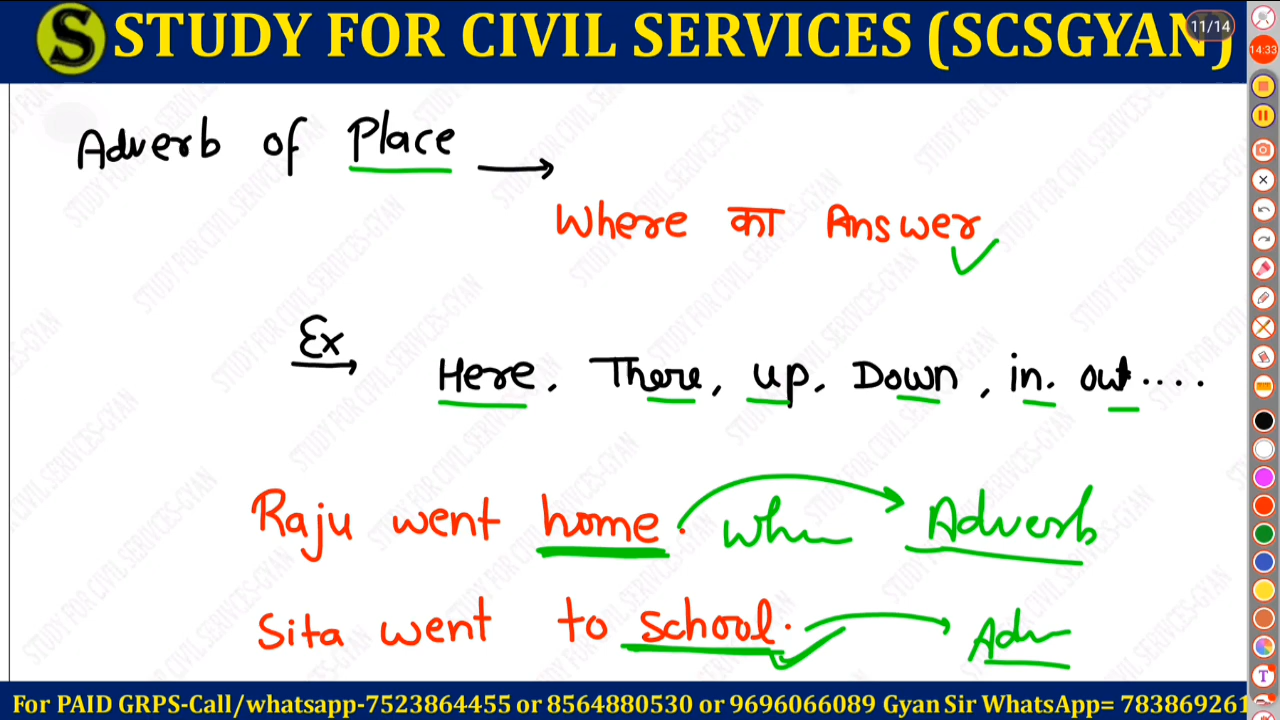 STUDY FOR CIVIL SERVICES (SCSGYAN)
11/14
14:33
Adverb of Place →
Where का Answer
Ex
Here, There, up, Down, in. out....
Raju went home. Adverb
Sita went to school. Adv
For PAID GRPS-Call/whatsapp-7523864455 or 8564880530 or 9696066089 Gyan Sir WhatsApp= 783869261